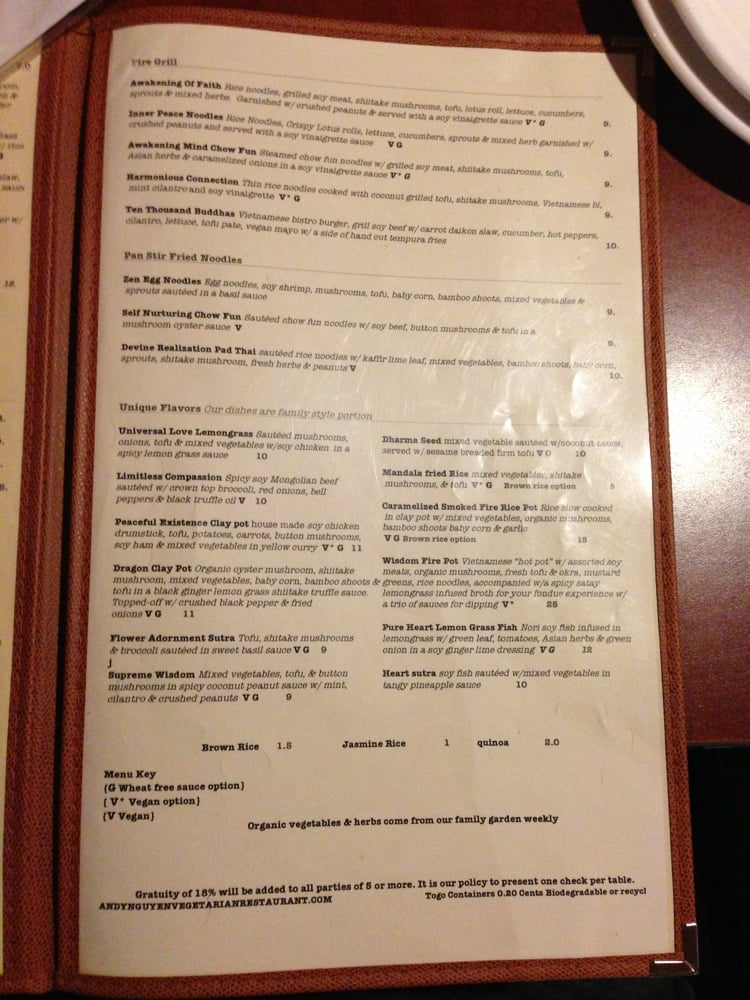 Fire Grill
Awakening Of Faith Rice noodles, grilled soy meat, shiitake mushrooms, tofu, lotus roll, lettuce, cucumbers,
sprouts & mixed herbs. Garnished w/ crushed peanuts & served with a soy vinaigrette sauce V* G 9.
Inner Peace Noodles Rice Noodles, Crispy Lotus rolls, lettuce, cucumbers, sprouts & mixed herb garnished w/
crushed peanuts and served with a soy vinaigrette sauce V G 9.
Awakening Mind Chow Fun Steamed chow fun noodles w/ grilled soy meat, shiitake mushrooms, tofu,
Asian herbs & caramelized onions in a soy vinaigrette sauce V* G 9.
Harmonious Connection Thin rice noodles cooked with coconut grilled tofu, shitake mushrooms, Vietnamese bi,
mint cilantro and soy vinaigrette V* G 9.
Ten Thousand Buddhas Vietnamese bistro burger, grill soy beef w/ carrot daikon slaw, cucumber, hot peppers,
cilantro, lettuce, tofu pate, vegan mayo w/ a side of hand cut tempura fries 10.
Pan Stir Fried Noodles
Zen Egg Noodles Egg noodles, soy shrimp, mushrooms, tofu, baby corn, bamboo shoots, mixed vegetables &
sprouts sautéed in a basil sauce 9.
Self Nurturing Chow Fun Sautéed chow fun noodles w/ soy beef, button mushrooms & tofu in a
mushroom oyster sauce V 9.
Devine Realization Pad Thai sautéed rice noodles w/ kaffir lime leaf, mixed vegetables, bamboo shoots, baby corn,
sprouts, shitake mushroom, fresh herbs & peanuts V 10.
Unique Flavors Our dishes are family style portion
Universal Love Lemongrass Sautéed mushrooms,
onions, tofu & mixed vegetables w/soy chicken in a
spicy lemon grass sauce 10
Limitless Compassion Spicy soy Mongolian beef
sautéed w/ crown top broccoli, red onions, bell
peppers & black truffle oil V 10
Peaceful Existence Clay pot house made soy chicken
drumstick, tofu, potatoes, carrots, button mushrooms,
soy ham & mixed vegetables in yellow curry V* G 11
Dragon Clay Pot Organic oyster mushroom, shiitake
mushroom, mixed vegetables, baby corn, bamboo shoots &
tofu in a black ginger lemon grass shiitake truffle sauce.
Topped-off w/ crushed black pepper & fried
onions V G 11
Flower Adornment Sutra Tofu, shitake mushrooms
& broccoli sautéed in sweet basil sauce V G 9
j
Supreme Wisdom Mixed vegetables, tofu, & button
mushrooms in spicy coconut peanut sauce w/ mint,
cilantro & crushed peanuts V G 9
Dharma Seed mixed vegetable sautéed w/coconut sauce,
served w/ sesame breaded firm tofu V G 10
Mandala fried Rice mixed vegetables, shitake
mushrooms, & tofu V* G Brown rice option 9
Caramelized Smoked Fire Rice Pot Rice slow cooked
in clay pot w/ mixed vegetables, organic mushrooms,
bamboo shoots baby corn & garlic
V G Brown rice option 15
Wisdom Fire Pot Vietnamese "hot pot" w/ assorted soy
meats, organic mushrooms, fresh tofu & okra, mustard
greens, rice noodles, accompanied w/a spicy satay
lemongrass infused broth for your fondue experience w/
a trio of sauces for dipping V* 25
Pure Heart Lemon Grass Fish Nori soy fish infused in
lemongrass w/ green leaf, tomatoes, Asian herbs & green
onion in a soy ginger lime dressing V G 12
Heart sutra soy fish sautéed w/mixed vegetables in
tangy pineapple sauce 10
Brown Rice 1.5 Jasmine Rice 1 quinoa 2.0
Menu Key
(G Wheat free sauce option)
( V* Vegan option)
(V Vegan)
Organic vegetables & herbs come from our family garden weekly
Gratuity of 18% will be added to all parties of 5 or more. It is our policy to present one check per table.
ANDYNGUYENVEGETARIANRESTAURANT.COM Togo Containers 0.20 Cents Biodegradable or recycl